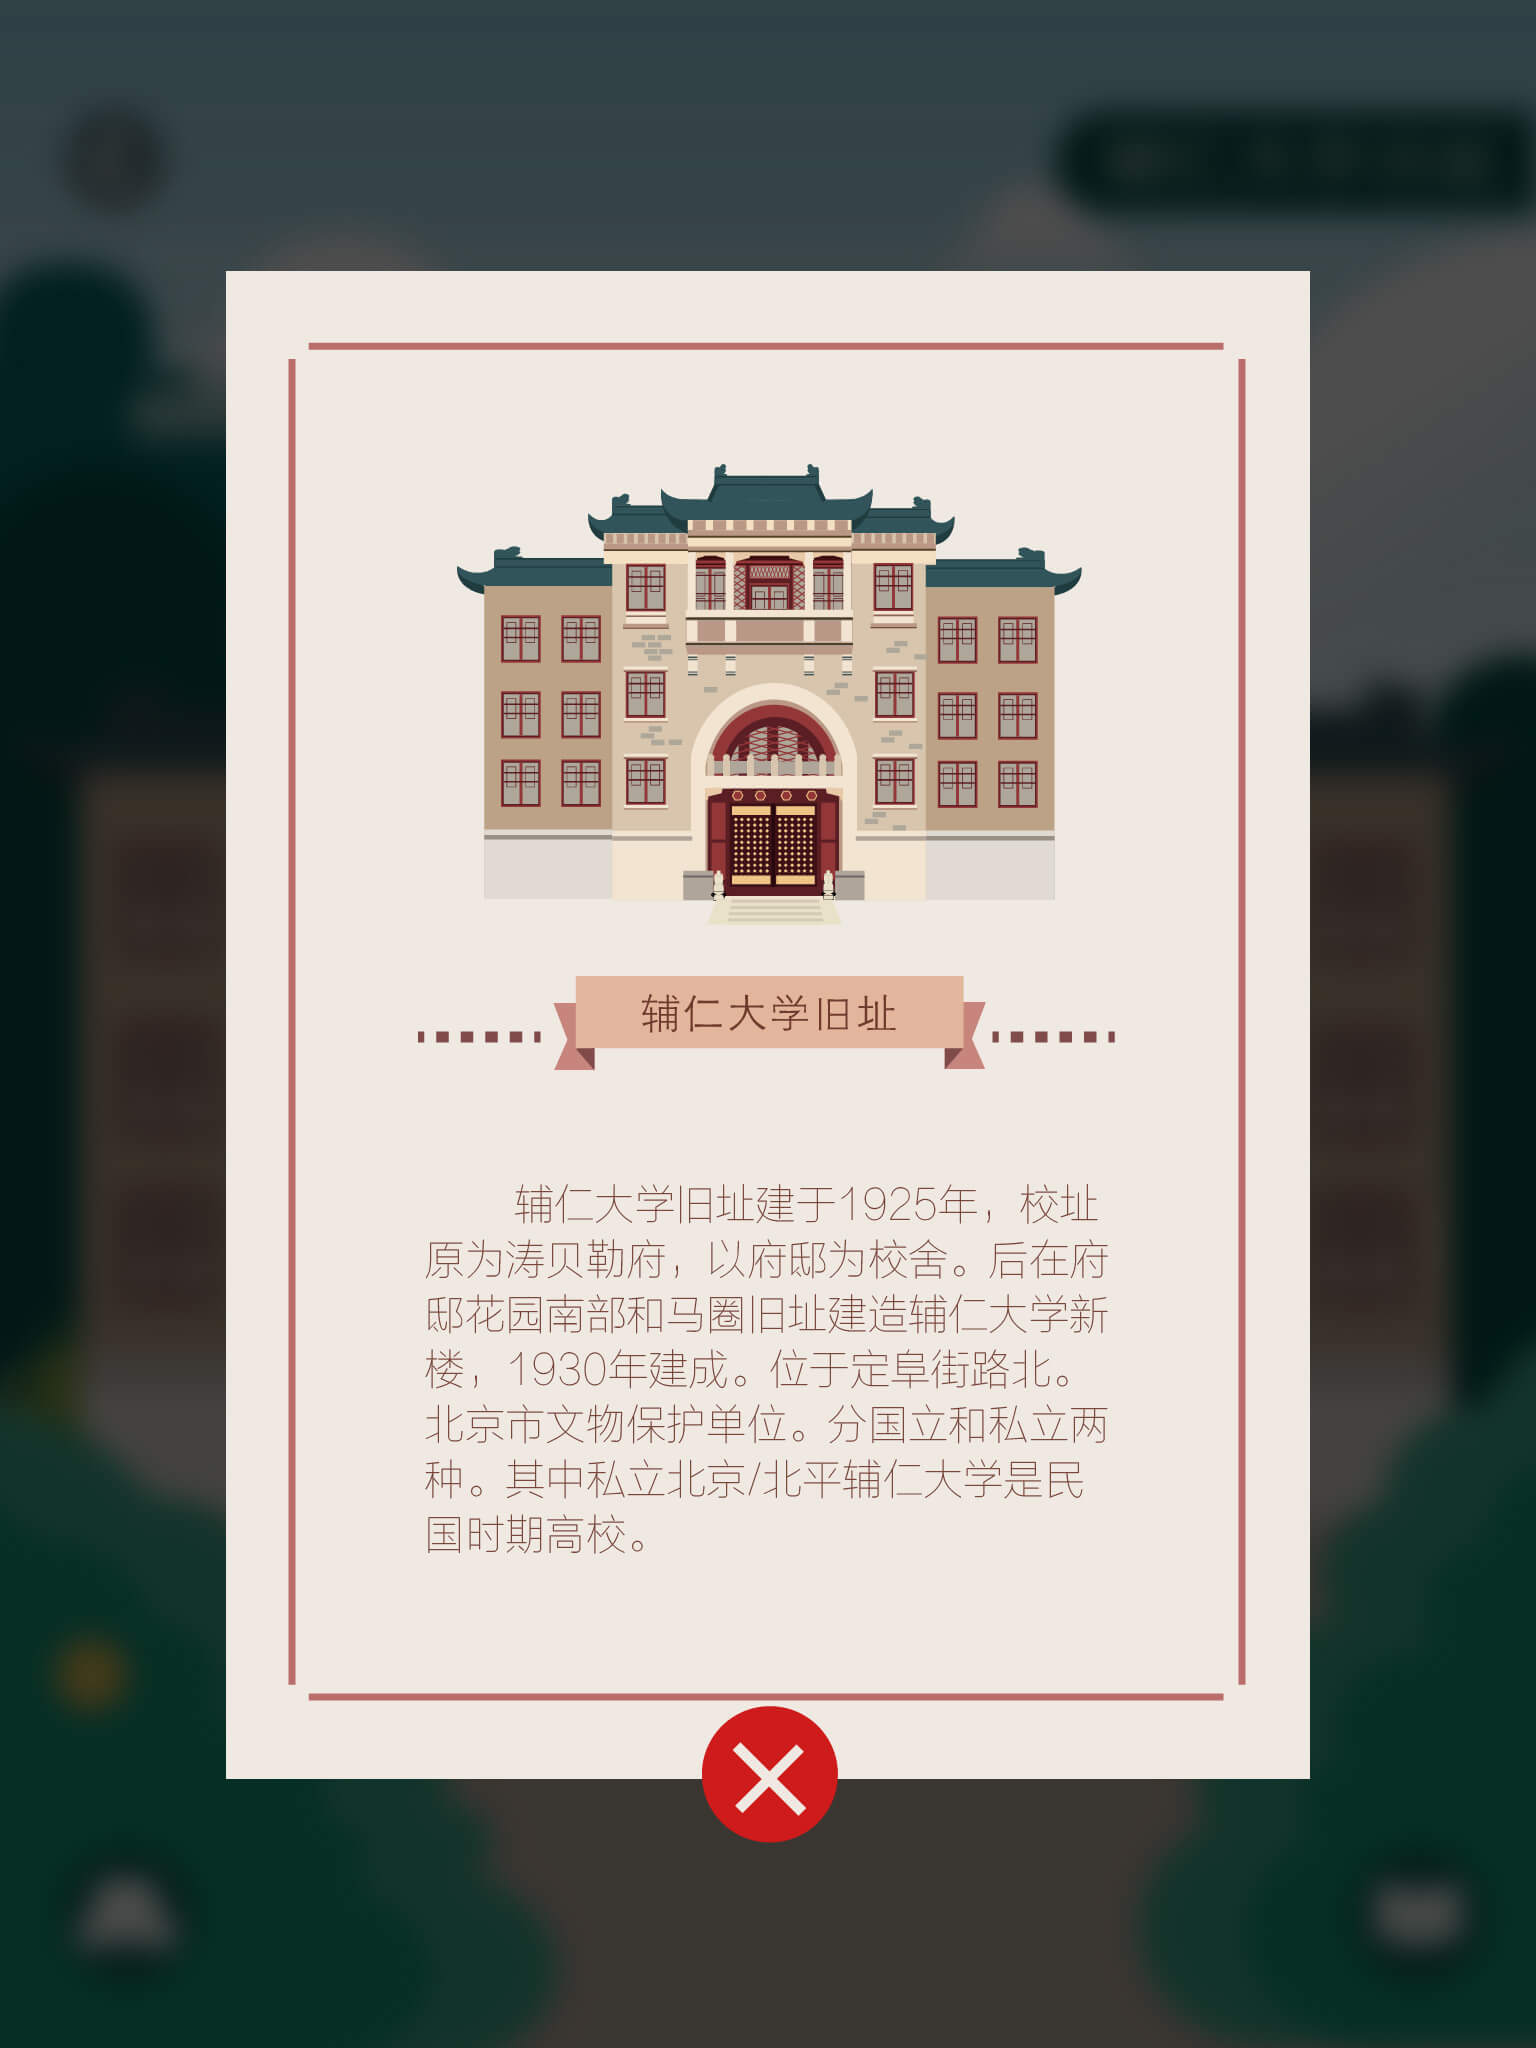 辅仁大学旧址
辅仁大学旧址建于1925年，校址
原为涛贝勒府，以府邸为校舍。后在府
邸花园南部和马圈旧址建造辅仁大学新
楼，1930年建成。位于定阜街路北。
北京市文物保护单位。分国立和私立两
种。其中私立北京/北平辅仁大学是民
国时期高校。